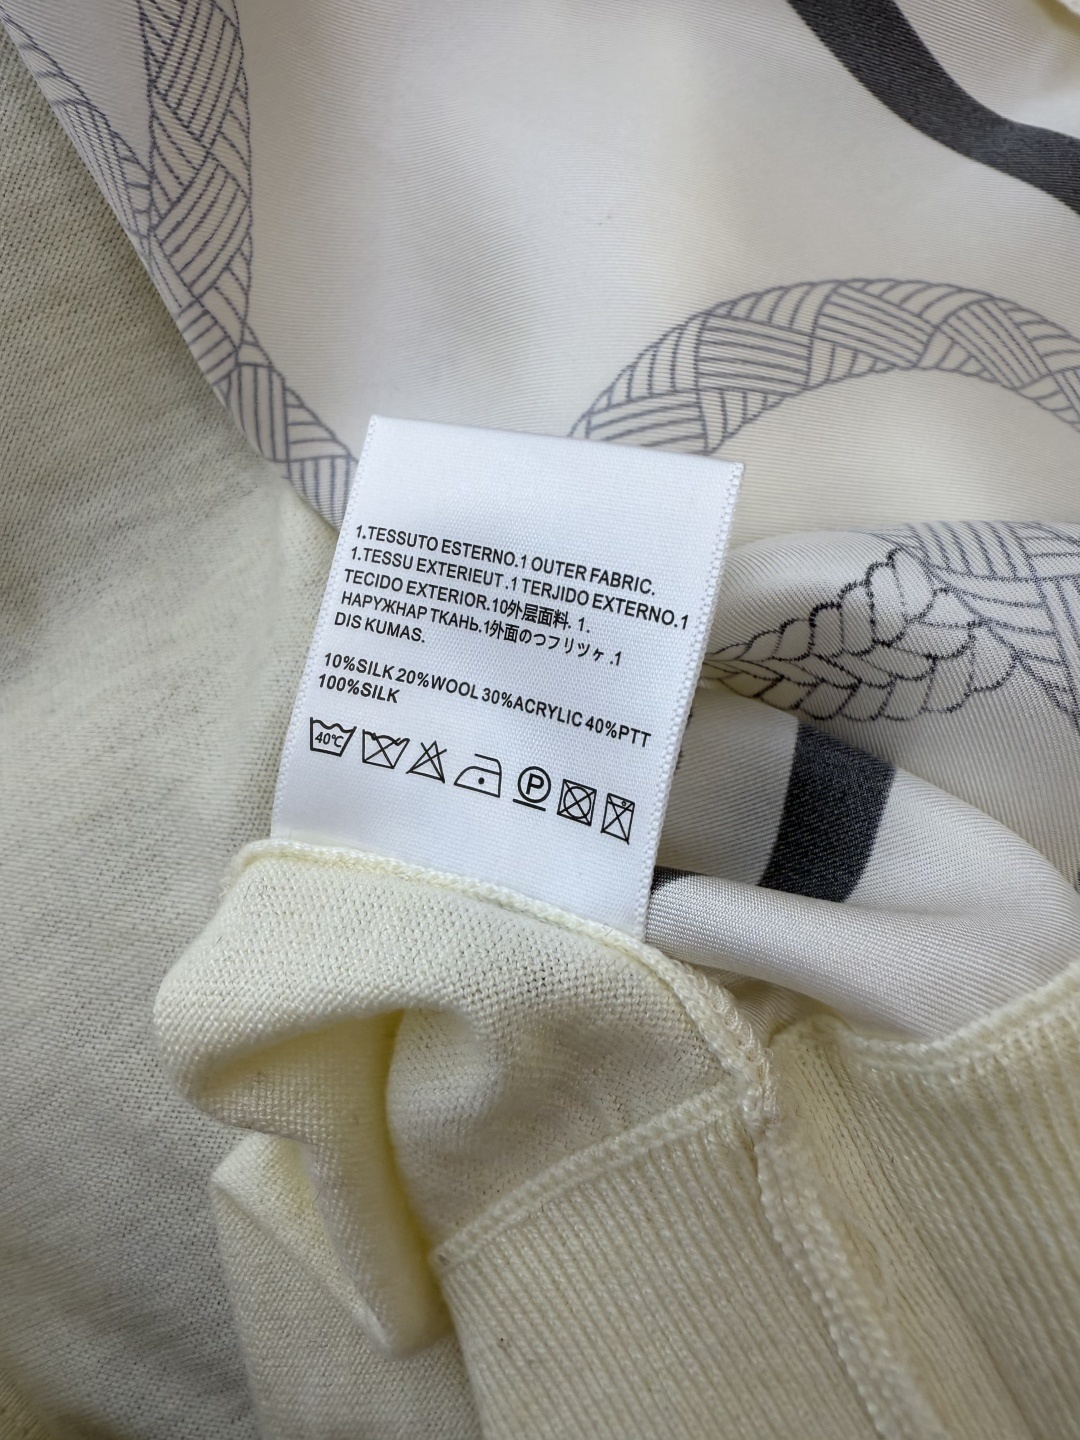 1.TESSUTO ESTERNO.1 OUTER FABRIC.
1.TESSU EXTERIEUT.1 TERJIDO EXTERNO.1
TECIDO EXTERIOR.10外层面料. 1.
НАРУЖНАР ТКАНЬ.1外面のつフリツヶ.1
DIS KUMAS.
10%SILK 20%WOOL 30%ACRYLIC 40%PTT
100%SILK
40℃ P